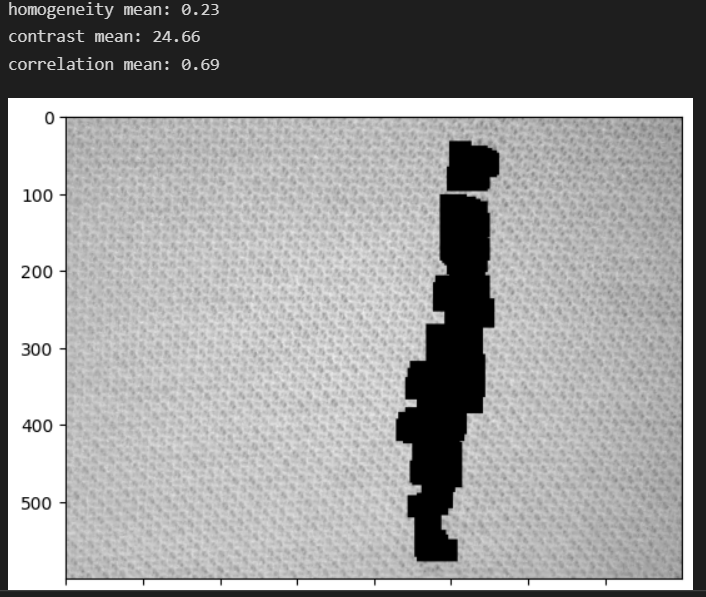 homogeneity mean: 0.23
contrast mean: 24.66
correlation mean: 0.69
0
100
200
300
400
500